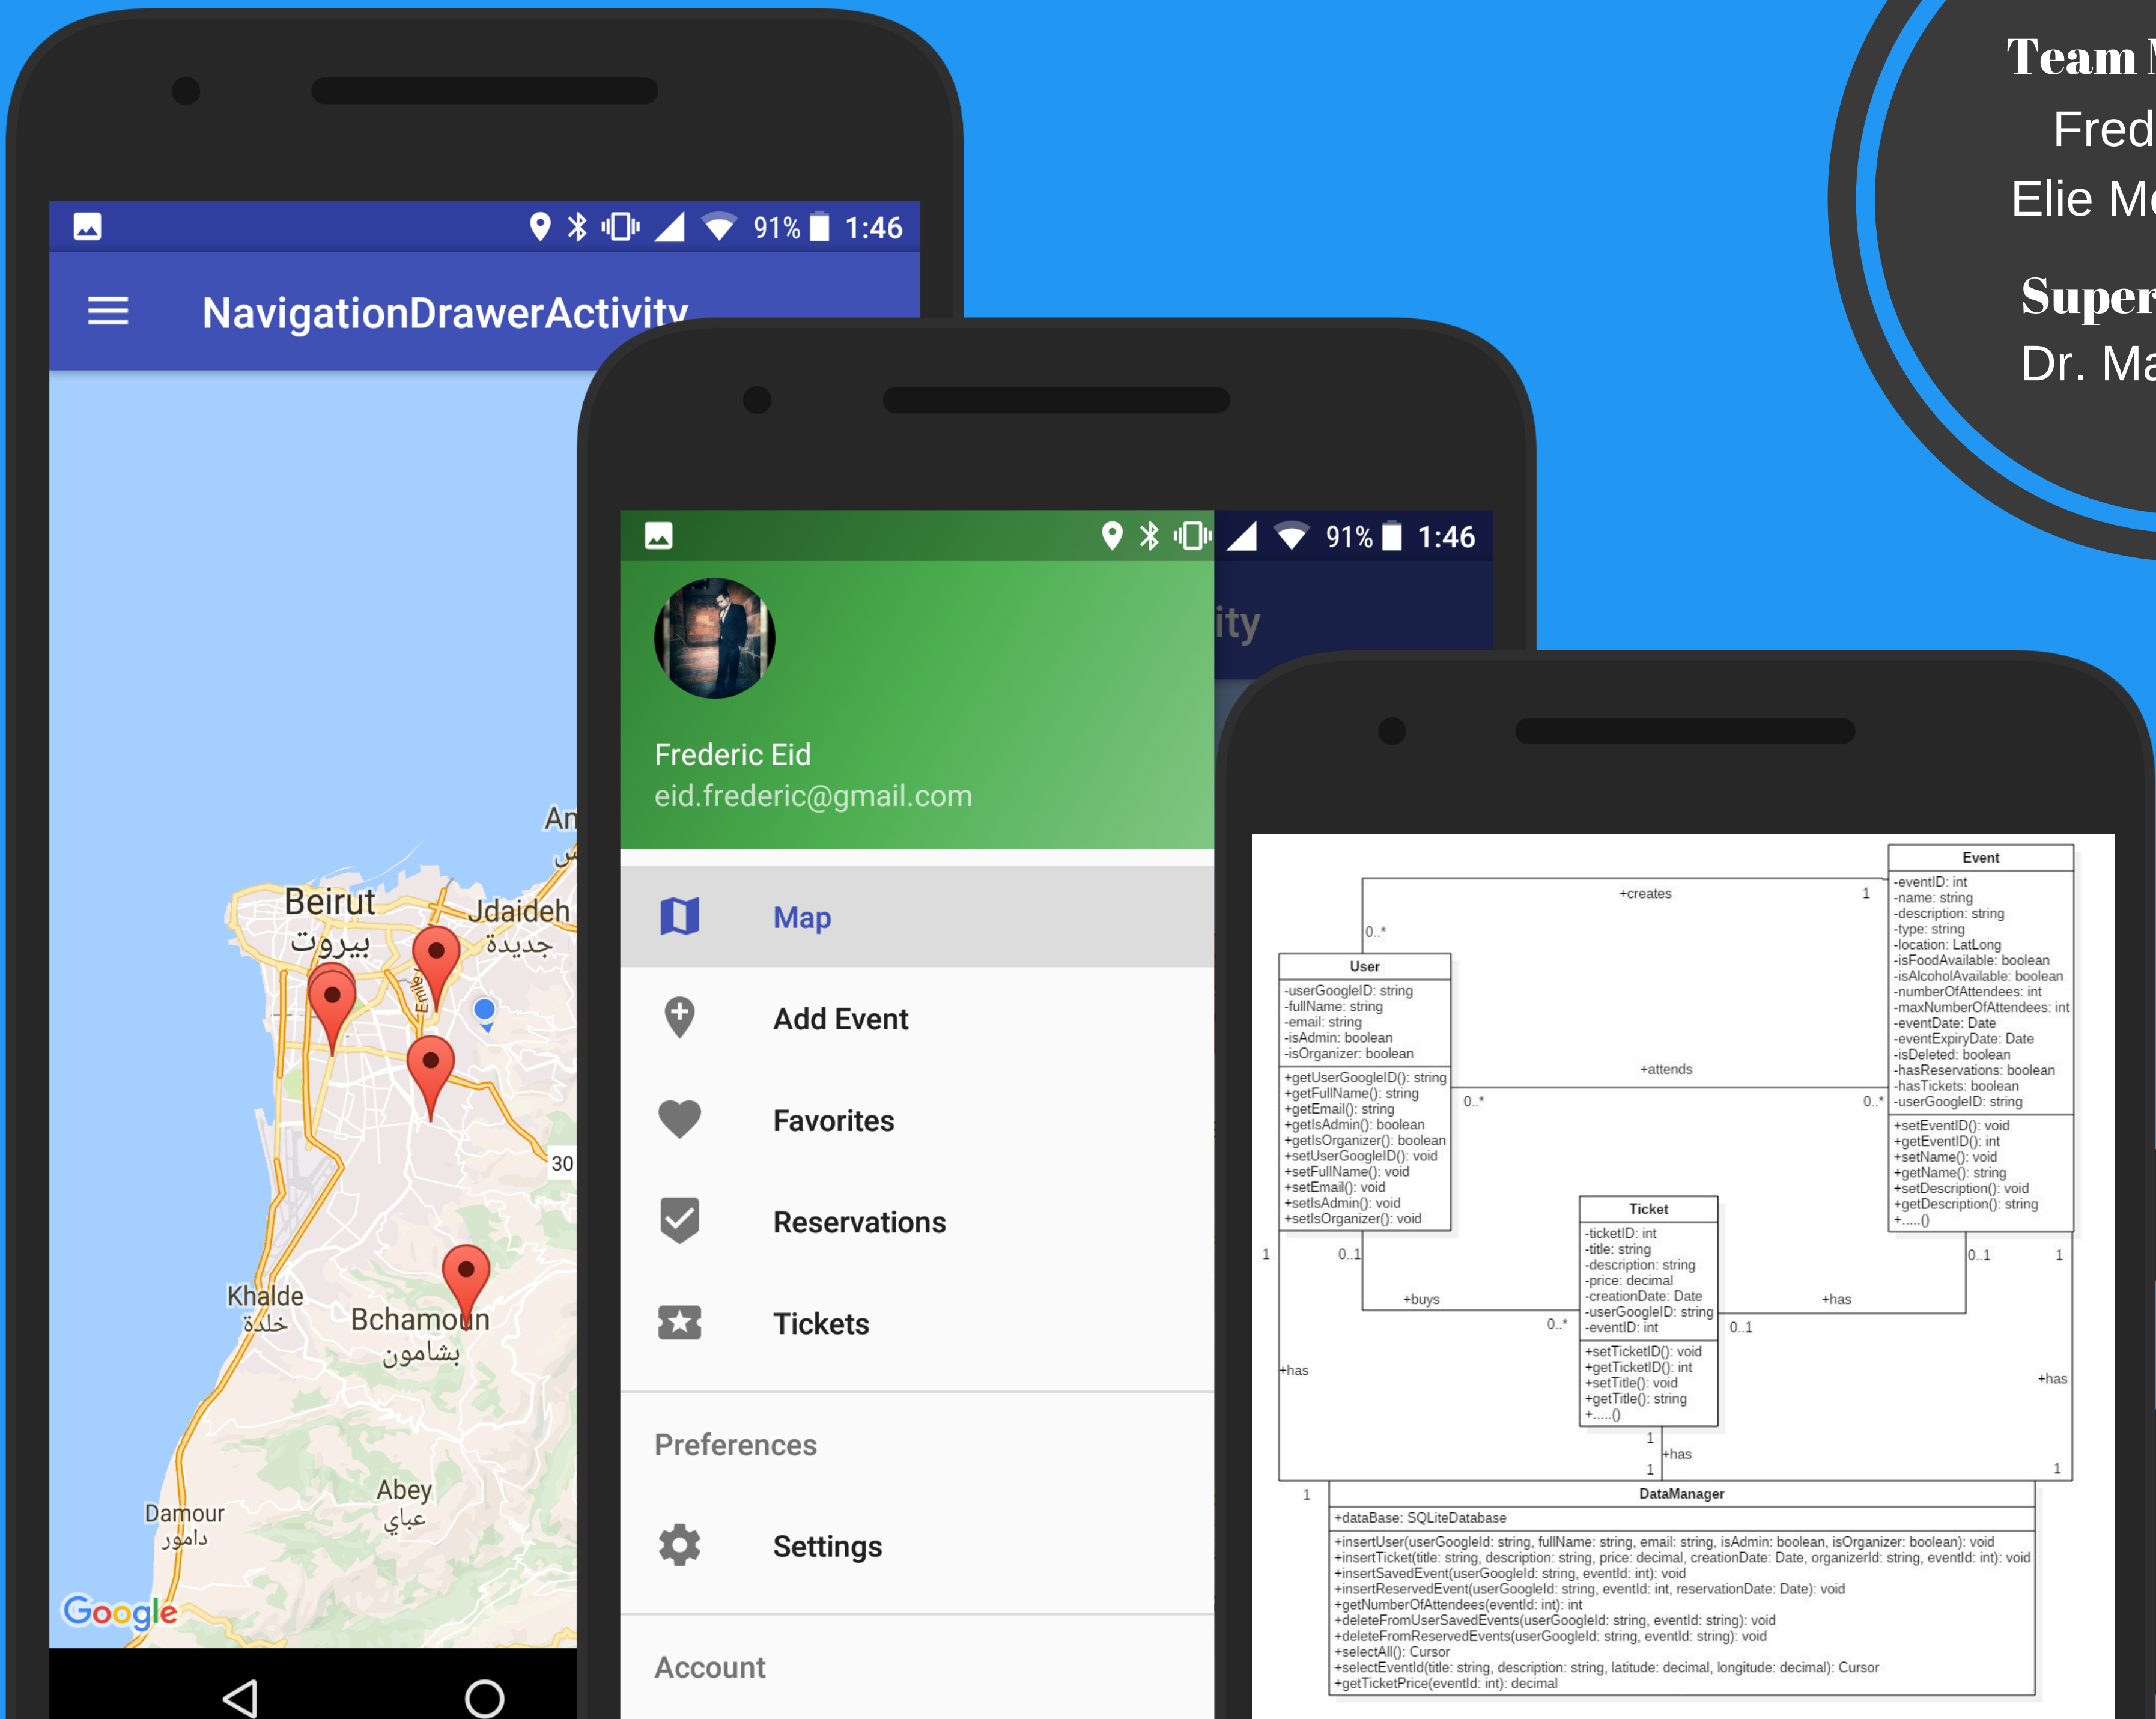 91% 1:46
NavigationDrawerActivity
Beirut
بيروت
Jdaideh
جديدة
30
Khalde
خلدة
Bchamoun
بشامون
Abey
عباي
Damour
دامور
Google
91% 1:46
ity
Frederic Eid
eid.frederic@gmail.com
Map
Add Event
Favorites
Reservations
Tickets
Preferences
Settings
Account
Team
Fred
Elie
Super
Dr. Ma
+creates
1
0..*
User
-userGoogleID: string
-fullName: string
-email: string
-isAdmin: boolean
-isOrganizer: boolean
+getUserGoogleID(): string
+getFullName(): string
+getEmail(): string
+getIsAdmin(): boolean
+getIsOrganizer(): boolean
+setUserGoogleID(): void
+setFullName(): void
+setEmail(): void
+setIsAdmin(): void
+setIsOrganizer(): void
Event
-eventID: int
-name: string
-description: string
-type: string
-location: LatLong
-isFoodAvailable: boolean
-isAlcoholAvailable: boolean
-numberOfAttendees: int
-maxNumberOfAttendees: int
-eventDate: Date
-eventExpiryDate: Date
-isDeleted: boolean
-hasReservations: boolean
-hasTickets: boolean
-userGoogleID: string
+setEventID(): void
+getEventID(): int
+setName(): void
+getName(): string
+setDescription(): void
+getDescription(): string
+.....()
+attends
0..*
0..*
Ticket
-ticketID: int
-title: string
-description: string
-price: decimal
-creationDate: Date
-userGoogleID: string
-eventID: int
+setTicketID(): void
+getTicketID(): int
+setTitle(): void
+getTitle(): string
+.....()
1
0..1
+buys
0..*
0..1
1
+has
0..1
+has
+has
1
+has
1
1
1
DataManager
+dataBase: SQLiteDatabase
+insertUser(userGoogleId: string, fullName: string, email: string, isAdmin: boolean, isOrganizer: boolean): void
+insertTicket(title: string, description: string, price: decimal, creationDate: Date, organizerId: string, eventId: int): void
+insertSavedEvent(userGoogleId: string, eventId: int): void
+insertReservedEvent(userGoogleId: string, eventId: int, reservationDate: Date): void
+getNumberOfAttendees(eventId: int): int
+deleteFromUserSavedEvents(userGoogleId: string, eventId: string): void
+deleteFromReservedEvents(userGoogleId: string, eventId: string): void
+selectAll(): Cursor
+selectEventId(title: string, description: string, latitude: decimal, longitude: decimal): Cursor
+getTicketPrice(eventId: int): decimal